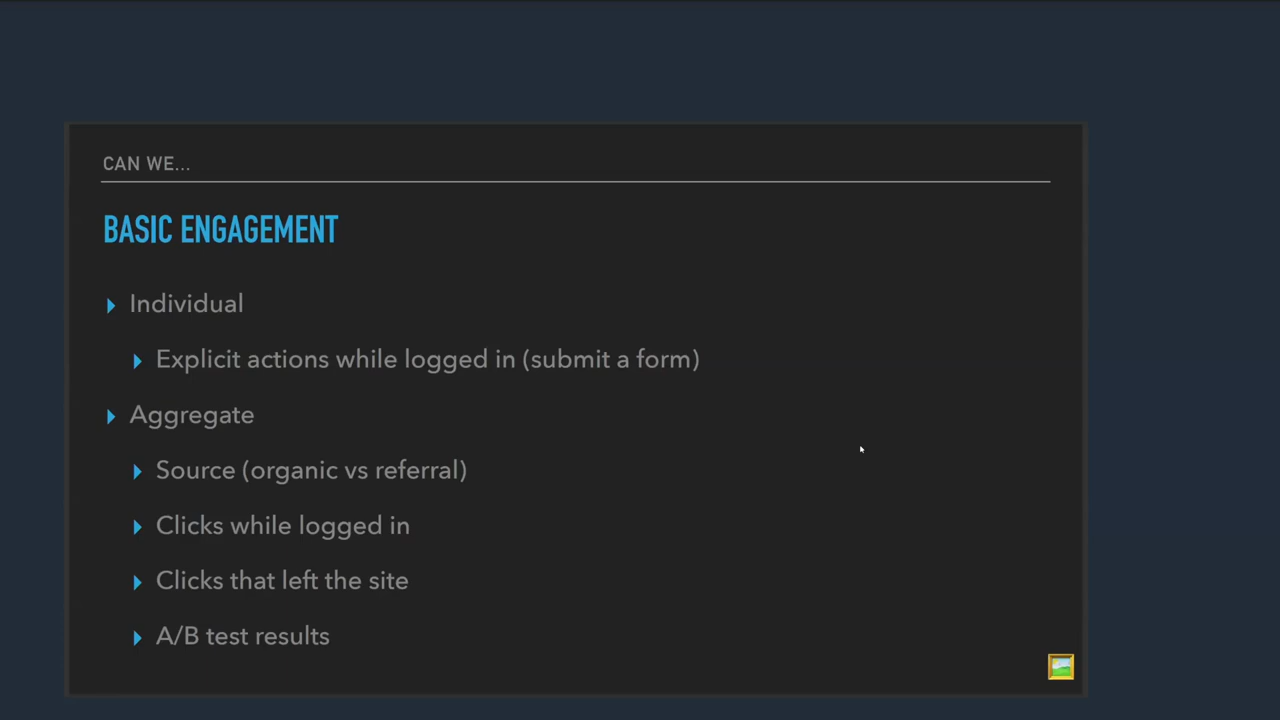 CAN WE...
BASIC ENGAGEMENT
Individual
Explicit actions while logged in (submit a form)
Aggregate
Source (organic vs referral)
Clicks while logged in
Clicks that left the site
A/B test results